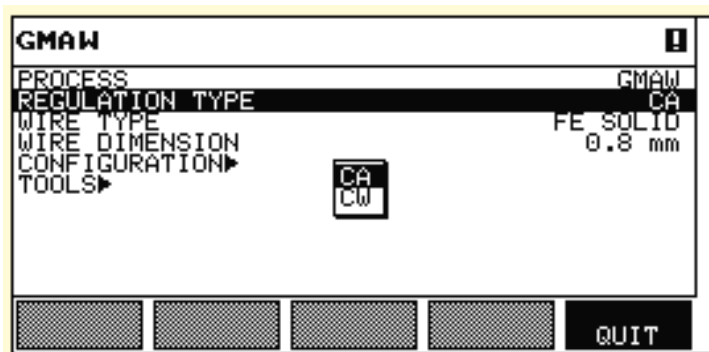 GMAW
PROCESS GMAW
REGULATION TYPE CA
WIRE TYPE FE SOLID
WIRE DIMENSION 0.8 mm
CONFIGURATION▶
TOOLS▶
CA
CW
QUIT